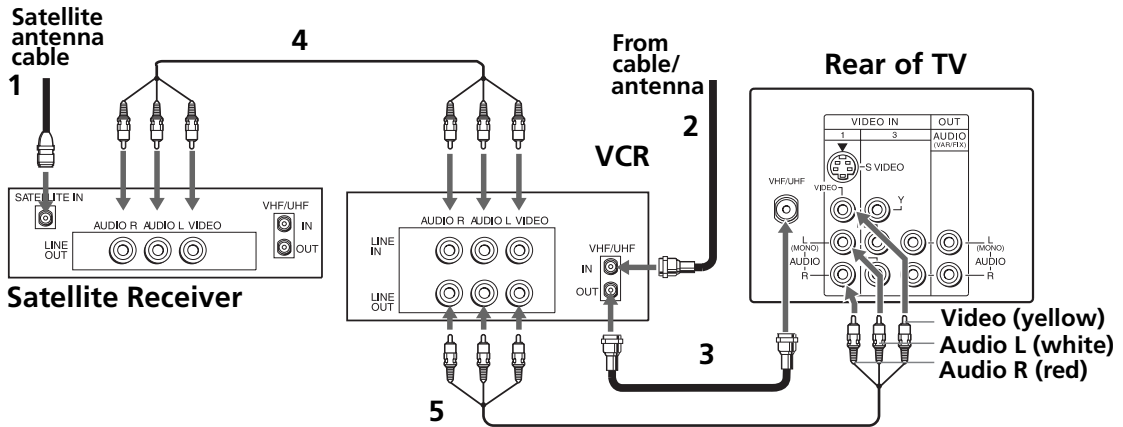 Satellite
antenna
cable
1
4
From
cable/
antenna
2
Rear of TV
VCR
SATELLITE IN
AUDIO R AUDIO L VIDEO
LINE
OUT
VHF/UHF
IN
OUT
Satellite Receiver
AUDIO R AUDIO L VIDEO
LINE
IN
LINE
OUT
VHF/UHF
IN
OUT
VIDEO IN
OUT
1
3
AUDIO
(VAR/FIX)
S VIDEO
VHF/UHF
VIDEO
Y
L
(MONO)
AUDIO
R
L
(MONO)
AUDIO
R
3
5
Video (yellow)
Audio L (white)
Audio R (red)